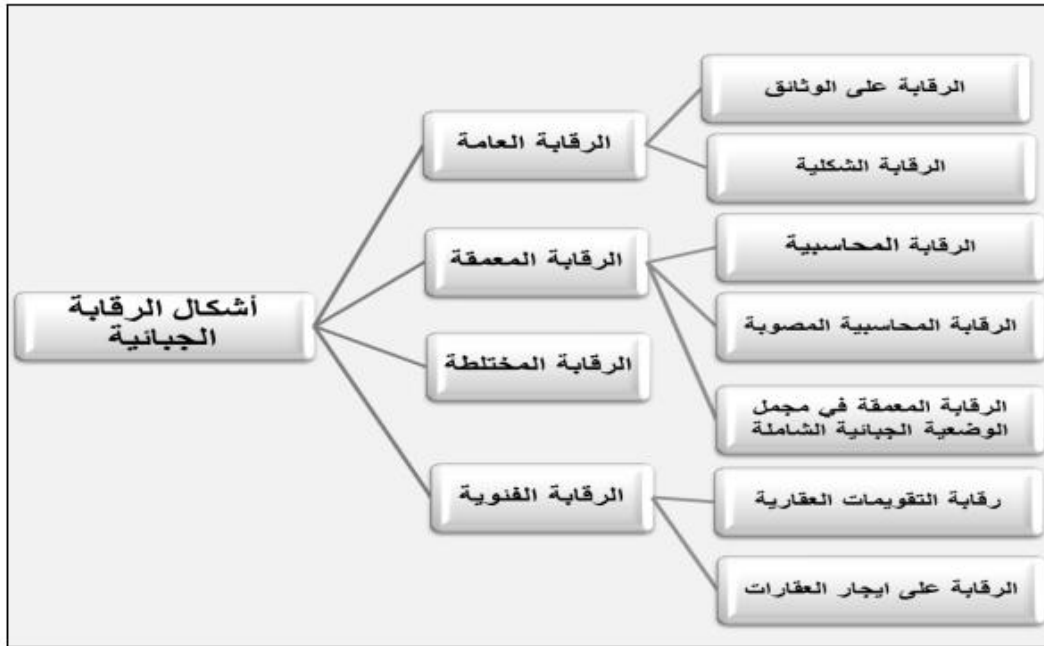 أشكال الرقابة
الجبائية
الرقابة العامة
الرقابة على الوثائق
الرقابة الشكلية
الرقابة المعمقة
الرقابة المحاسبية
الرقابة المحاسبية المصوبة
الرقابة المعمقة في مجمل
الوضعية الجبائية الشاملة
الرقابة المختلطة
الرقابة الفئوية
رقابة التقويمات العقارية
الرقابة على ايجار العقارات